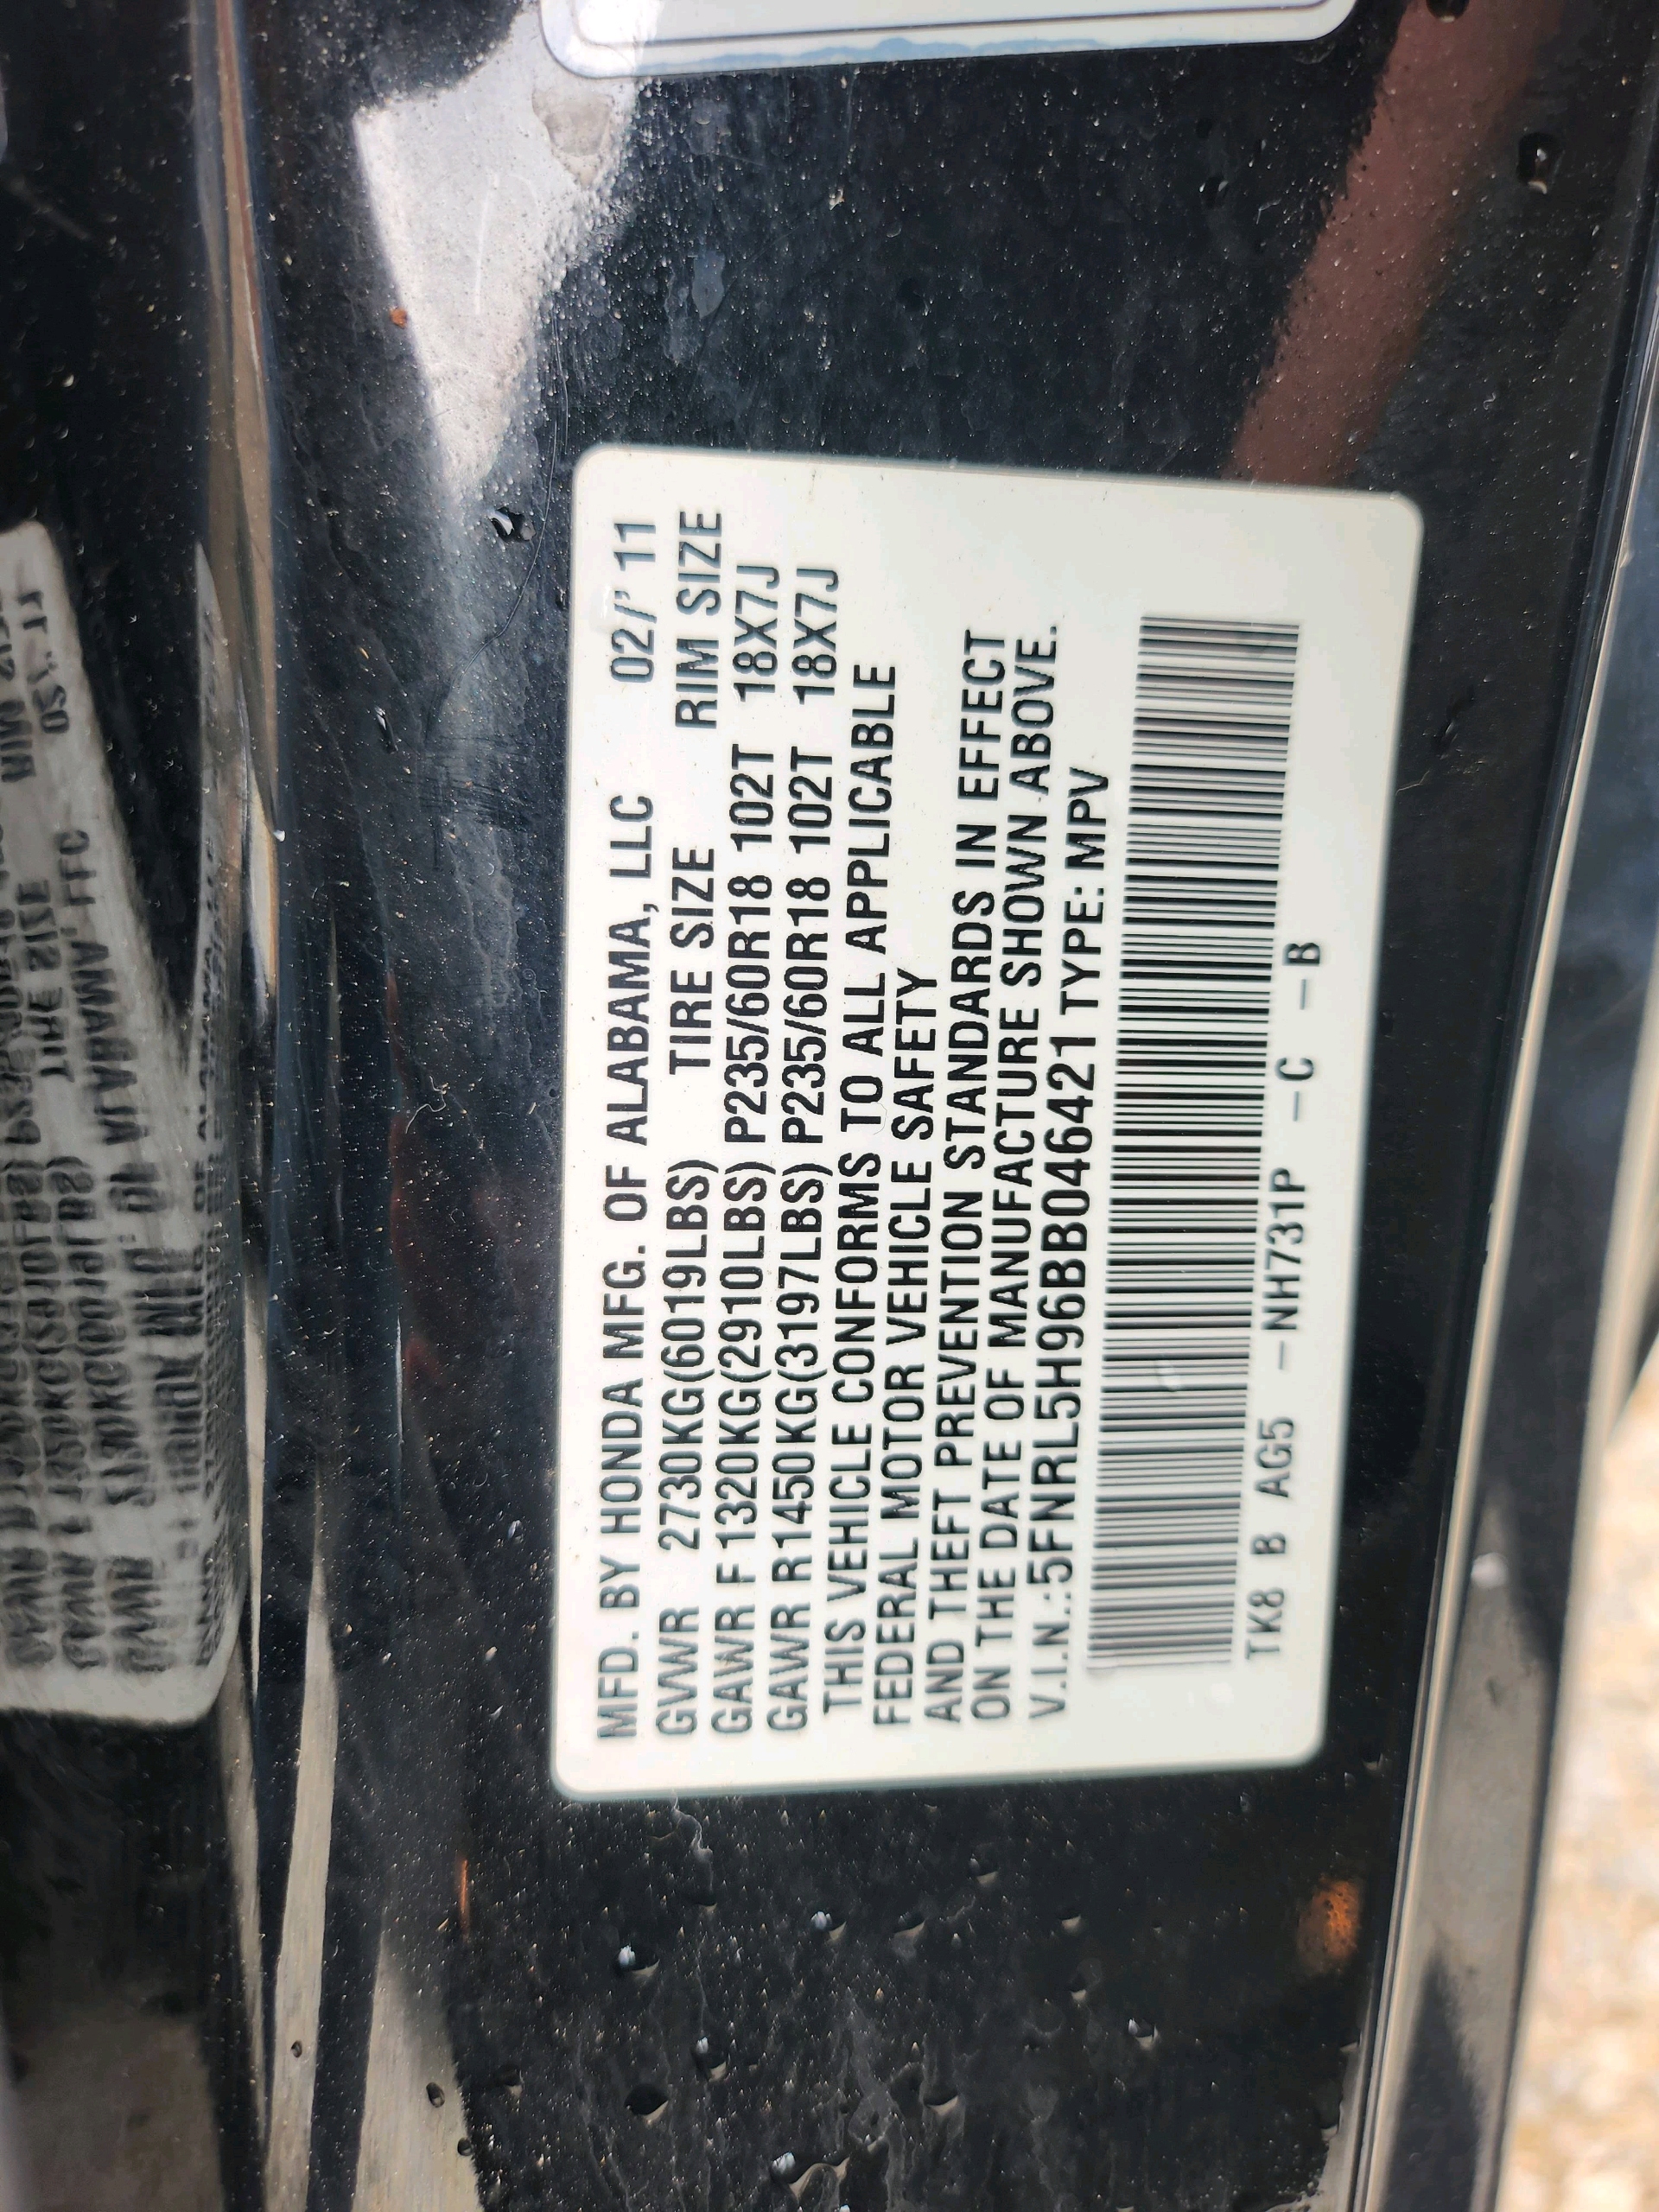 MFD. BY HONDA MFG. OF ALABAMA, LLC 02/' 11
GVWR 2730KG(6019LBS) TIRE SIZE RIM SIZE
GAWR F 1320KG(2910LBS) P235/60R18 102T 18X7J
GAWR R1450KG(3197LBS) P235/60R18 102T 18X7J
THIS VEHICLE CONFORMS TO ALL APPLICABLE
FEDERAL MOTOR VEHICLE SAFETY
AND THEFT PREVENTION STANDARDS IN EFFECT
ON THE DATE OF MANUFACTURE SHOWN ABOVE.
V.I.N.:5FNRL5H96BB046421 TYPE: MPV
TK8 B AG5 -NH731P -C -B